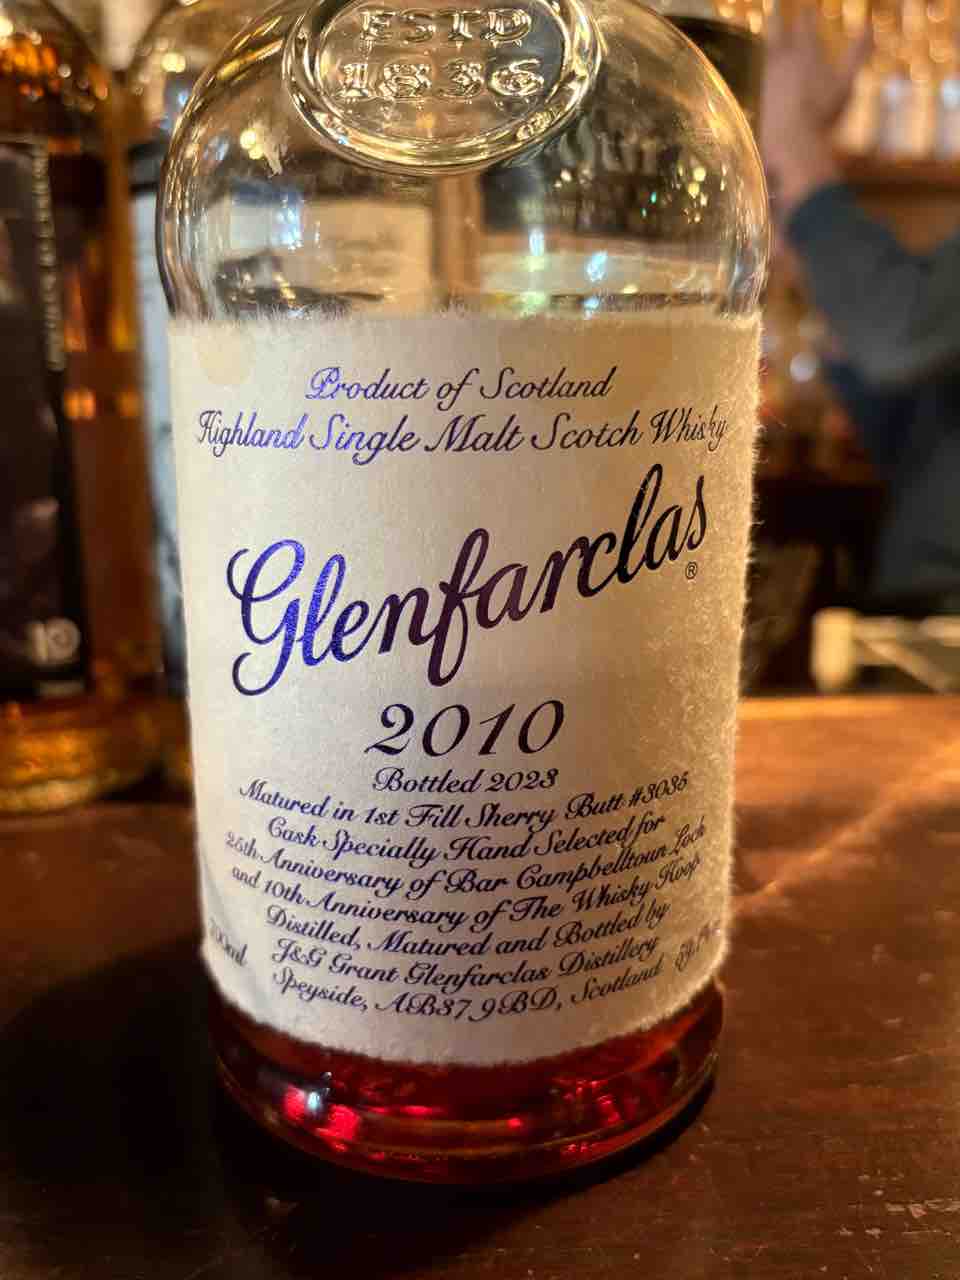 ESTD
1836
Product of Scotland
Highland Single Malt Scotch Whisky
Glenfarclas®
2010
Bottled 2023
Matured in 1st Fill Sherry Butt #3035
Cask Specially Hand Selected for
25th Anniversary of Bar Campbelltoun Loch
and 10th Anniversary of The Whisky Hoop
Distilled, Matured and Bottled by
J&G Grant Glenfarclas Distillery
Speyside, AB37 9BD, Scotland
700ml
10